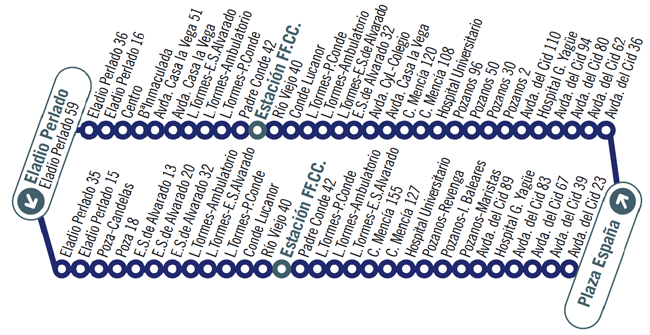 Eladio Perlado
Eladio Perlado 59
Eladio Perlado 36
Eladio Perlado 16
Centro
BªInmaculada
Avda. Casa la Vega 51
Avda. Casa la Vega
L.Tormes-E.S.Alvarado
L.Tormes-Ambulatorio
L.Tormes-P.Conde
Padre Conde 42
Estación FF.CC.
Río Viejo 40
Conde Lucanor
L.Tormes-P.Conde
L.Tormes-Ambulatorio
L.Tormes-E.S.de Alvarado
E.S.de Alvarado 32
Avda. CyL-Colegio
Avda. Casa la Vega
C. Mencía 120
C. Mencía 108
Hospital Universitario
Pozanos 96
Pozanos 50
Pozanos 30
Pozanos 2
Avda. del Cid 110
Hospital G. Yagüe
Avda. del Cid 94
Avda. del Cid 80
Avda. del Cid 62
Avda. del Cid 36
Eladio Perlado 35
Eladio Perlado 15
Poza-Candelas
Poza 18
E.S.de Alvarado 13
E.S.de Alvarado 20
E.S.de Alvarado 32
L.Tormes-Ambulatorio
L.Tormes-E.S.Alvarado
L.Tormes-P.Conde
Conde Lucanor
Río Viejo 40
Estación FF.CC.
Padre Conde 42
L.Tormes-P.Conde
L.Tormes-Ambulatorio
L.Tormes-E.S.Alvarado
C. Mencía 155
C. Mencía 127
Hospital Universitario
Pozanos-Revenga
Pozanos-I. Baleares
Pozanos-Maristas
Avda. del Cid 89
Hospital G. Yagüe
Avda. del Cid 83
Avda. del Cid 67
Avda. del Cid 39
Avda. del Cid 23
Plaza España